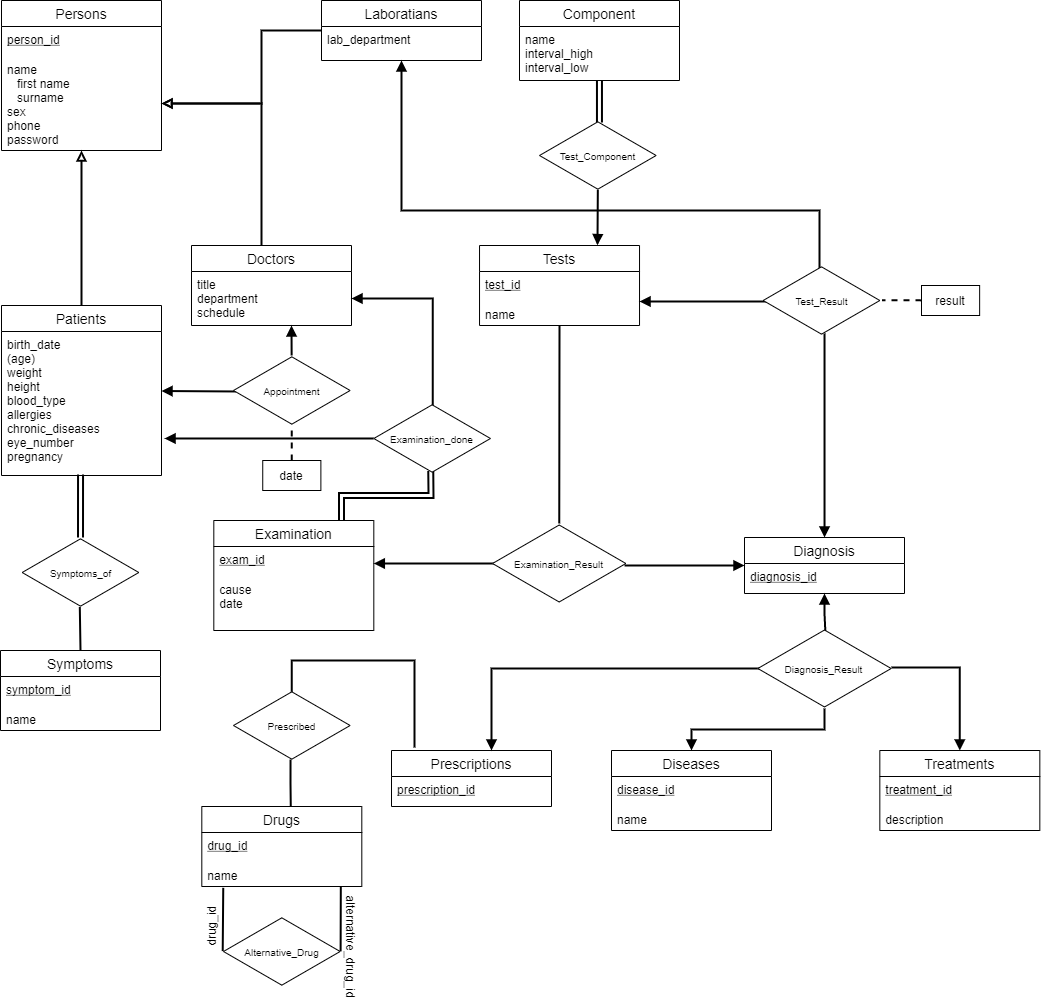 Persons
person_id
name
first name
surname
sex
phone
password
Laboratians
lab_department
Component
name
interval_high
interval_low
Test_Component
Doctors
title
department
schedule
Tests
test_id
name
Test_Result
result
Patients
birth_date
(age)
weight
height
blood_type
allergies
chronic_diseases
eye_number
pregnancy
Appointment
date
Examination_done
Examination
exam_id
cause
date
Examination_Result
Diagnosis
diagnosis_id
Symptoms_of
Symptoms
symptom_id
name
Diagnosis_Result
Prescribed
Prescriptions
prescription_id
Diseases
disease_id
name
Treatments
treatment_id
description
Drugs
drug_id
name
drug_id
Alternative_Drug
alternative_drug_id